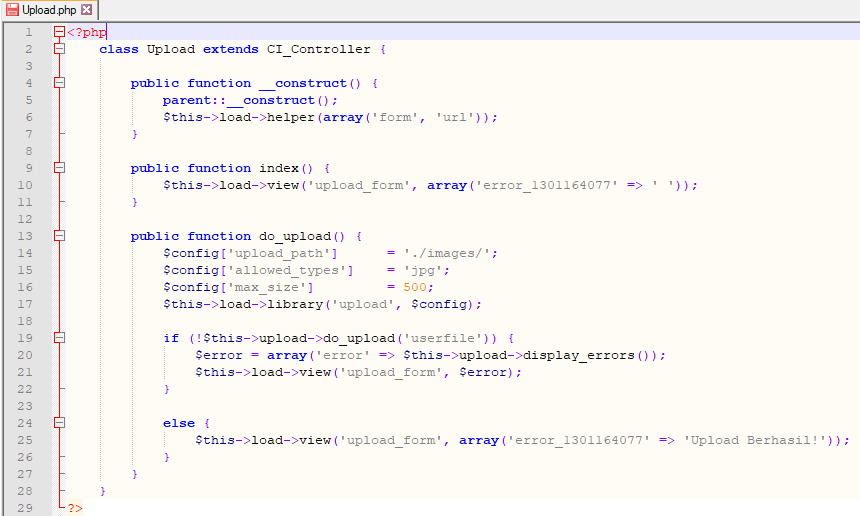 Upload.php
1 <?php
2 class Upload extends CI_Controller {
3
4 public function __construct() {
5 parent::__construct();
6 $this->load->helper(array('form', 'url'));
7 }
8
9 public function index() {
10 $this->load->view('upload_form', array('error_1301164077' => ' '));
11 }
12
13 public function do_upload() {
14 $config['upload_path'] = './images/';
15 $config['allowed_types'] = 'jpg';
16 $config['max_size'] = 500;
17 $this->load->library('upload', $config);
18
19 if (!$this->upload->do_upload('userfile')) {
20 $error = array('error' => $this->upload->display_errors());
21 $this->load->view('upload_form', $error);
22 }
23
24 else {
25 $this->load->view('upload_form', array('error_1301164077' => 'Upload Berhasil!'));
26 }
27 }
28 }
29 ?>